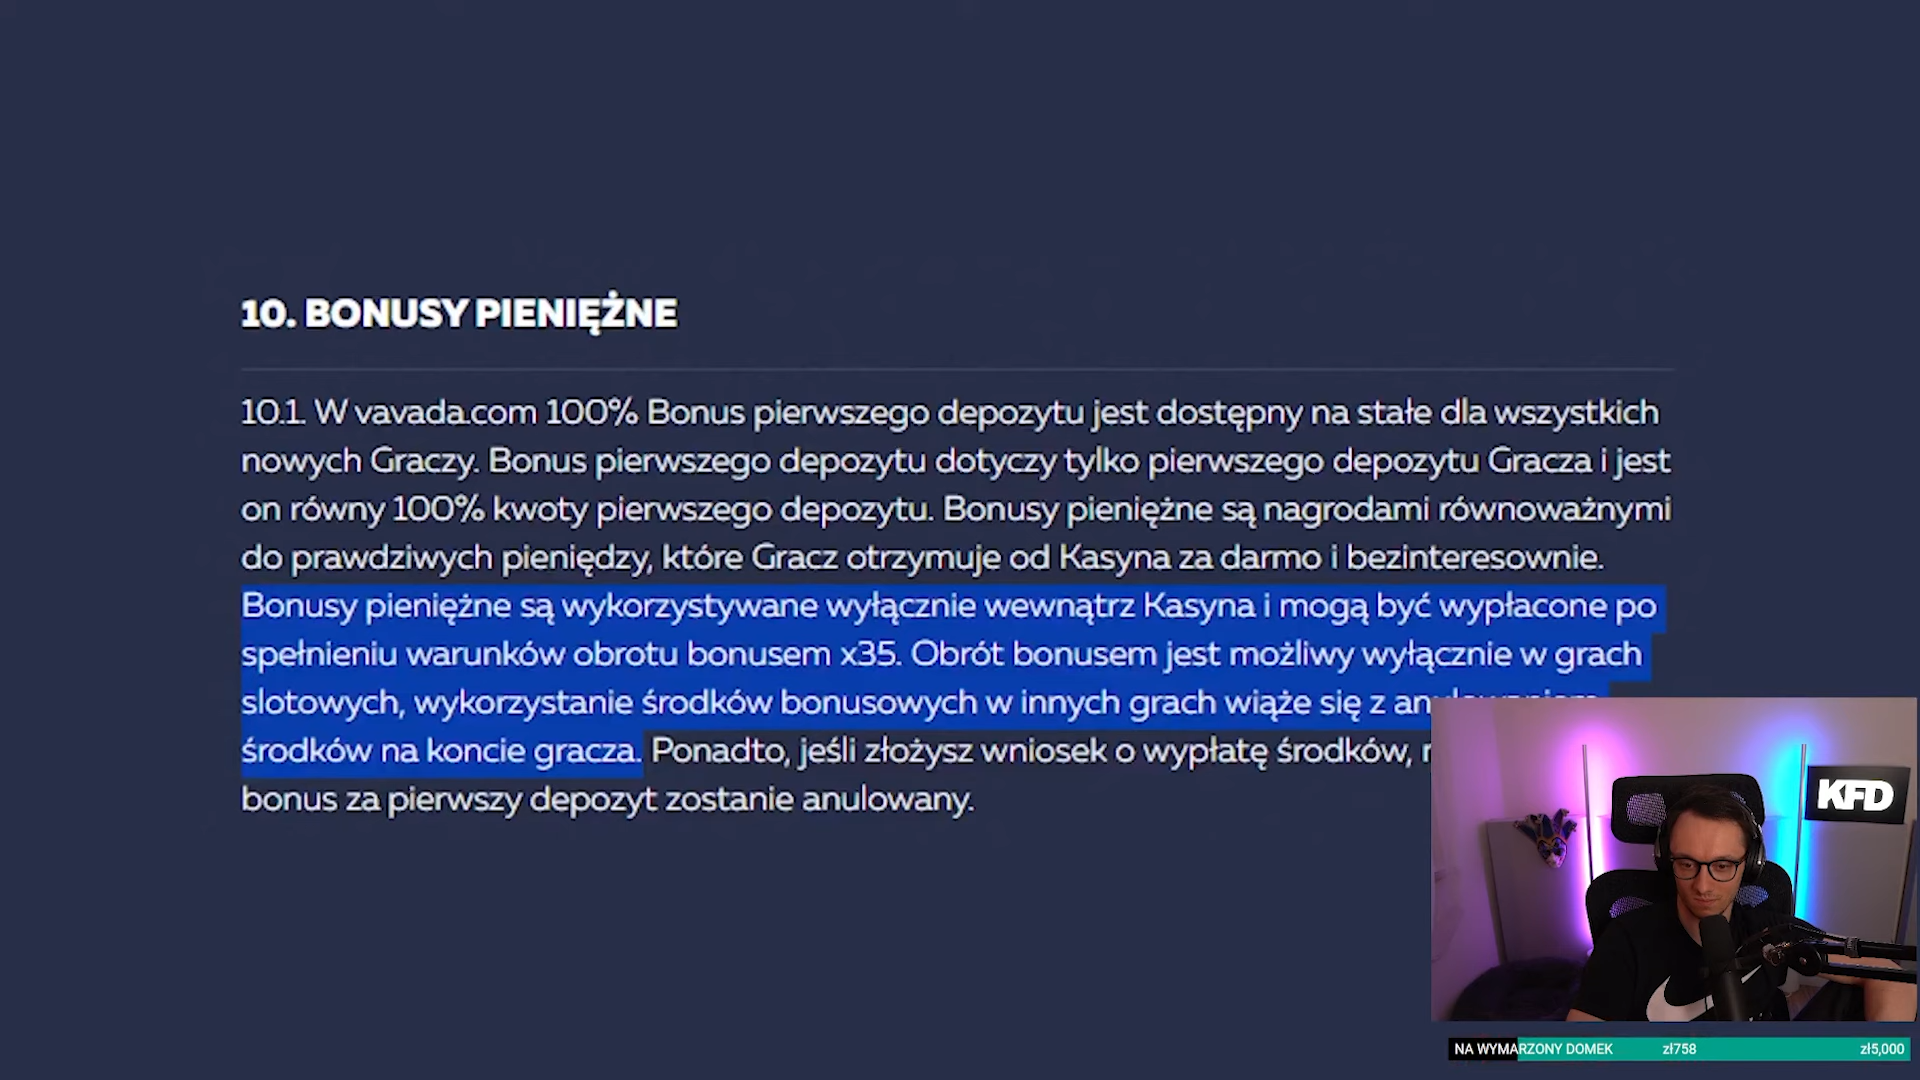 10. BONUSY PIENIĘŻNE
10.1. W vavada.com 100% Bonus pierwszego depozytu jest dostępny na stałe dla wszystkich
nowych Graczy. Bonus pierwszego depozytu dotyczy tylko pierwszego depozytu Gracza i jest
on równy 100% kwoty pierwszego depozytu. Bonusy pieniężne są nagrodami równoważnymi
do prawdziwych pieniędzy, które Gracz otrzymuje od Kasyna za darmo i bezinteresownie.
Bonusy pieniężne są wykorzystywane wyłącznie wewnątrz Kasyna i mogą być wypłacone po
spełnieniu warunków obrotu bonusem x35. Obrót bonusem jest możliwy wyłącznie w grach
slotowych, wykorzystanie środków bonusowych w innych grach wiąże się z
środków na koncie gracza. Ponadto, jeśli złożysz wniosek o wypłatę środków,
bonus za pierwszy depozyt zostanie anulowany.
KFD
NA WYMARZONY DOMEK zł758 zł5,000